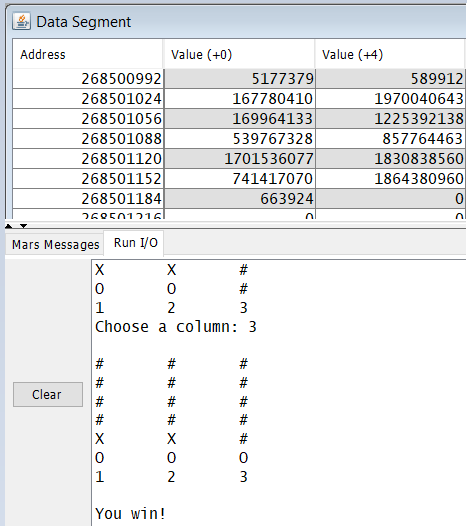 Data Segment
Address Value (+0) Value (+4)
268500992 5177379 589912
268501024 167780410 1970040643
268501056 169964133 1225392138
268501088 539767328 857764463
268501120 1701536077 1830838560
268501152 741417070 1864380960
268501184 663924 0
268501216 0 0
Mars Messages Run I/O
X X #
O O #
1 2 3
Choose a column: 3
# # #
# # #
# # #
# # #
X X #
O O O
1 2 3
You win!
Clear